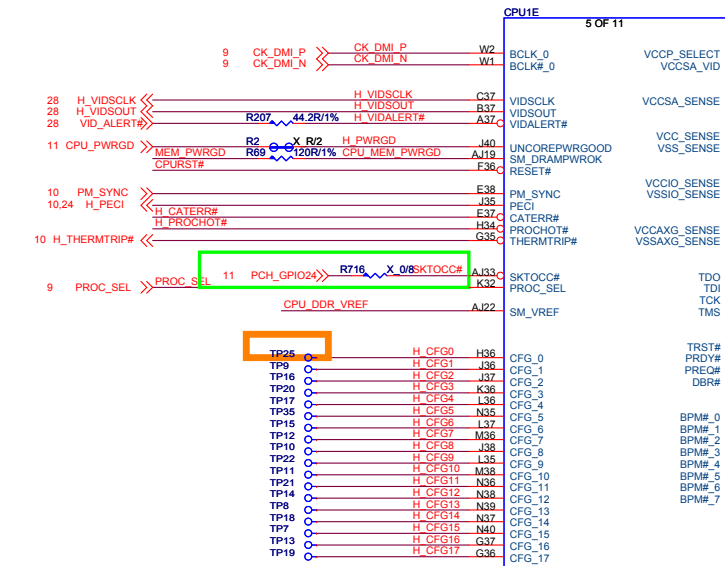 CPU1E
5 OF 11
9 CK_DMI_P CK_DMI_P W2 BCLK_0 VCCP_SELECT
9 CK_DMI_N CK_DMI_N W1 BCLK#_0 VCCSA_VID
28 H_VIDSCLK H_VIDSCLK C37 VIDSCLK VCCSA_SENSE
28 H_VIDSOUT H_VIDSOUT B37 VIDSOUT
28 VID_ALERT# R207 44.2R/1% H_VIDALERT# A37 VIDALERT#
VCC_SENSE
11 CPU_PWRGD R2 X_R/2 H_PWRGD J40 UNCOREPWRGOOD VSS_SENSE
MEM_PWRGD R69 120R/1% CPU_MEM_PWRGD AJ19 SM_DRAMPWROK
CPURST# F36 RESET#
VCCIO_SENSE
10 PM_SYNC E38 PM_SYNC VSSIO_SENSE
10,24 H_PECI J35 PECI
H_CATERR# E37 CATERR#
H_PROCHOT# H34 PROCHOT# VCCAXG_SENSE
10 H_THERMTRIP# G35 THERMTRIP# VSSAXG_SENSE
11 PCH_GPIO24 R716 X_0/8 SKTOCC# AJ33 SKTOCC# TDO
9 PROC_SEL PROC_SEL K32 PROC_SEL TDI
TCK
CPU_DDR_VREF AJ22 SM_VREF TMS
TRST#
TP25 H_CFG0 H36 CFG_0 PRDY#
TP9 H_CFG1 J36 CFG_1 PREQ#
TP16 H_CFG2 J37 CFG_2 DBR#
TP20 H_CFG3 K36 CFG_3
TP17 H_CFG4 L36 CFG_4
TP35 H_CFG5 N35 CFG_5 BPM#_0
TP15 H_CFG6 L37 CFG_6 BPM#_1
TP12 H_CFG7 M36 CFG_7 BPM#_2
TP10 H_CFG8 J38 CFG_8 BPM#_3
TP22 H_CFG9 L35 CFG_9 BPM#_4
TP11 H_CFG10 M38 CFG_10 BPM#_5
TP21 H_CFG11 N36 CFG_11 BPM#_6
TP14 H_CFG12 N38 CFG_12 BPM#_7
TP8 H_CFG13 N39 CFG_13
TP18 H_CFG14 N37 CFG_14
TP7 H_CFG15 N40 CFG_15
TP13 H_CFG16 G37 CFG_16
TP19 H_CFG17 G36 CFG_17